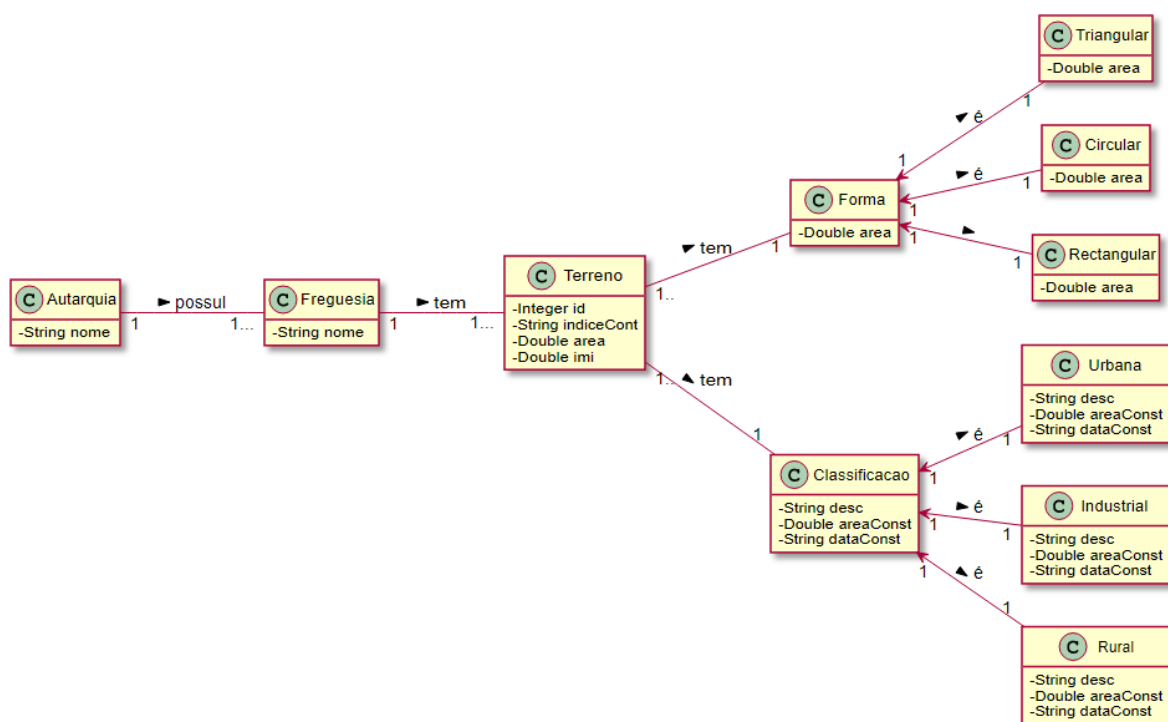 C Autarquia
-String nome
1
possul
1...
C Freguesia
-String nome
1
tem
1...
C Terreno
-Integer id
-String indiceCont
-Double area
-Double imi
1..
tem
1
1..
tem
1
C Forma
-Double area
1
é
1
C Triangular
-Double area
1
é
1
C Circular
-Double area
1
1
C Rectangular
-Double area
C Classificacao
-String desc
-Double areaConst
-String dataConst
1
é
1
C Urbana
-String desc
-Double areaConst
-String dataConst
1
é
1
C Industrial
-String desc
-Double areaConst
-String dataConst
1
é
1
C Rural
-String desc
-Double areaConst
-String dataConst